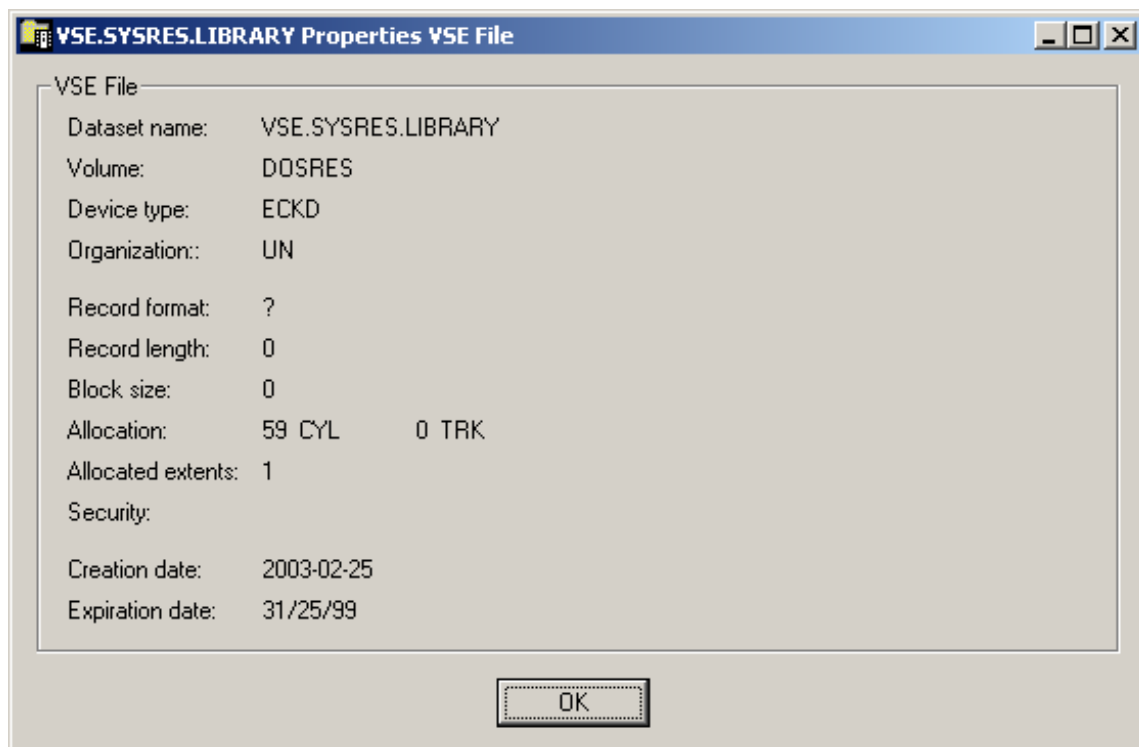 VSE.SYSRES.LIBRARY Properties VSE File
VSE File
Dataset name: VSE.SYSRES.LIBRARY
Volume: DOSRES
Device type: ECKD
Organization:: UN
Record format: ?
Record length: 0
Block size: 0
Allocation: 59 CYL 0 TRK
Allocated extents: 1
Security:
Creation date: 2003-02-25
Expiration date: 31/25/99
OK